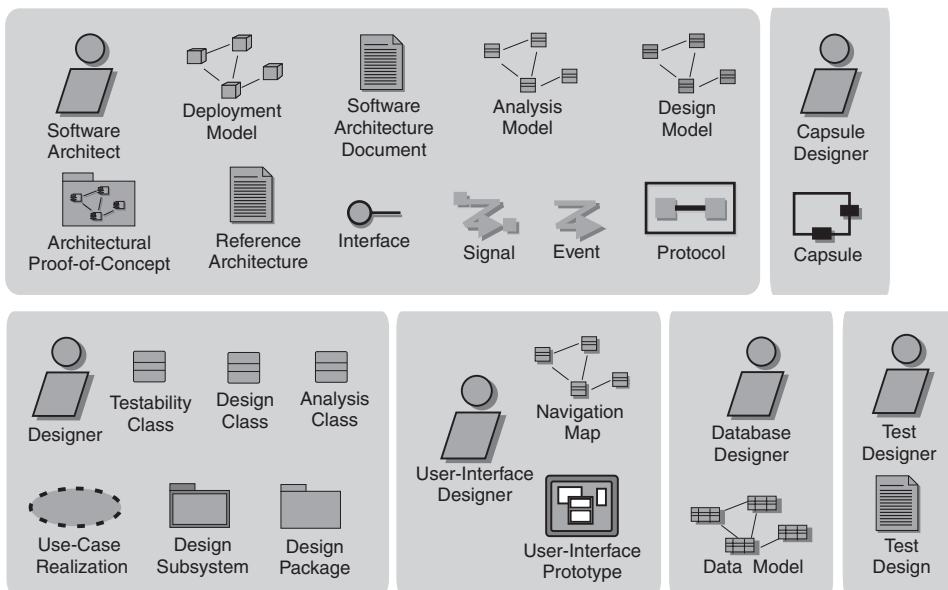 Software
Architect
Deployment
Model
Software
Architecture
Document
Analysis
Model
Design
Model
Capsule
Designer
Architectural
Proof-of-Concept
Reference
Architecture
Interface
Signal
Event
Protocol
Capsule
Designer
Testability
Class
Design
Class
Analysis
Class
Use-Case
Realization
Design
Subsystem
Design
Package
User-Interface
Designer
Navigation
Map
User-Interface
Prototype
Database
Designer
Data Model
Test
Designer
Test
Design